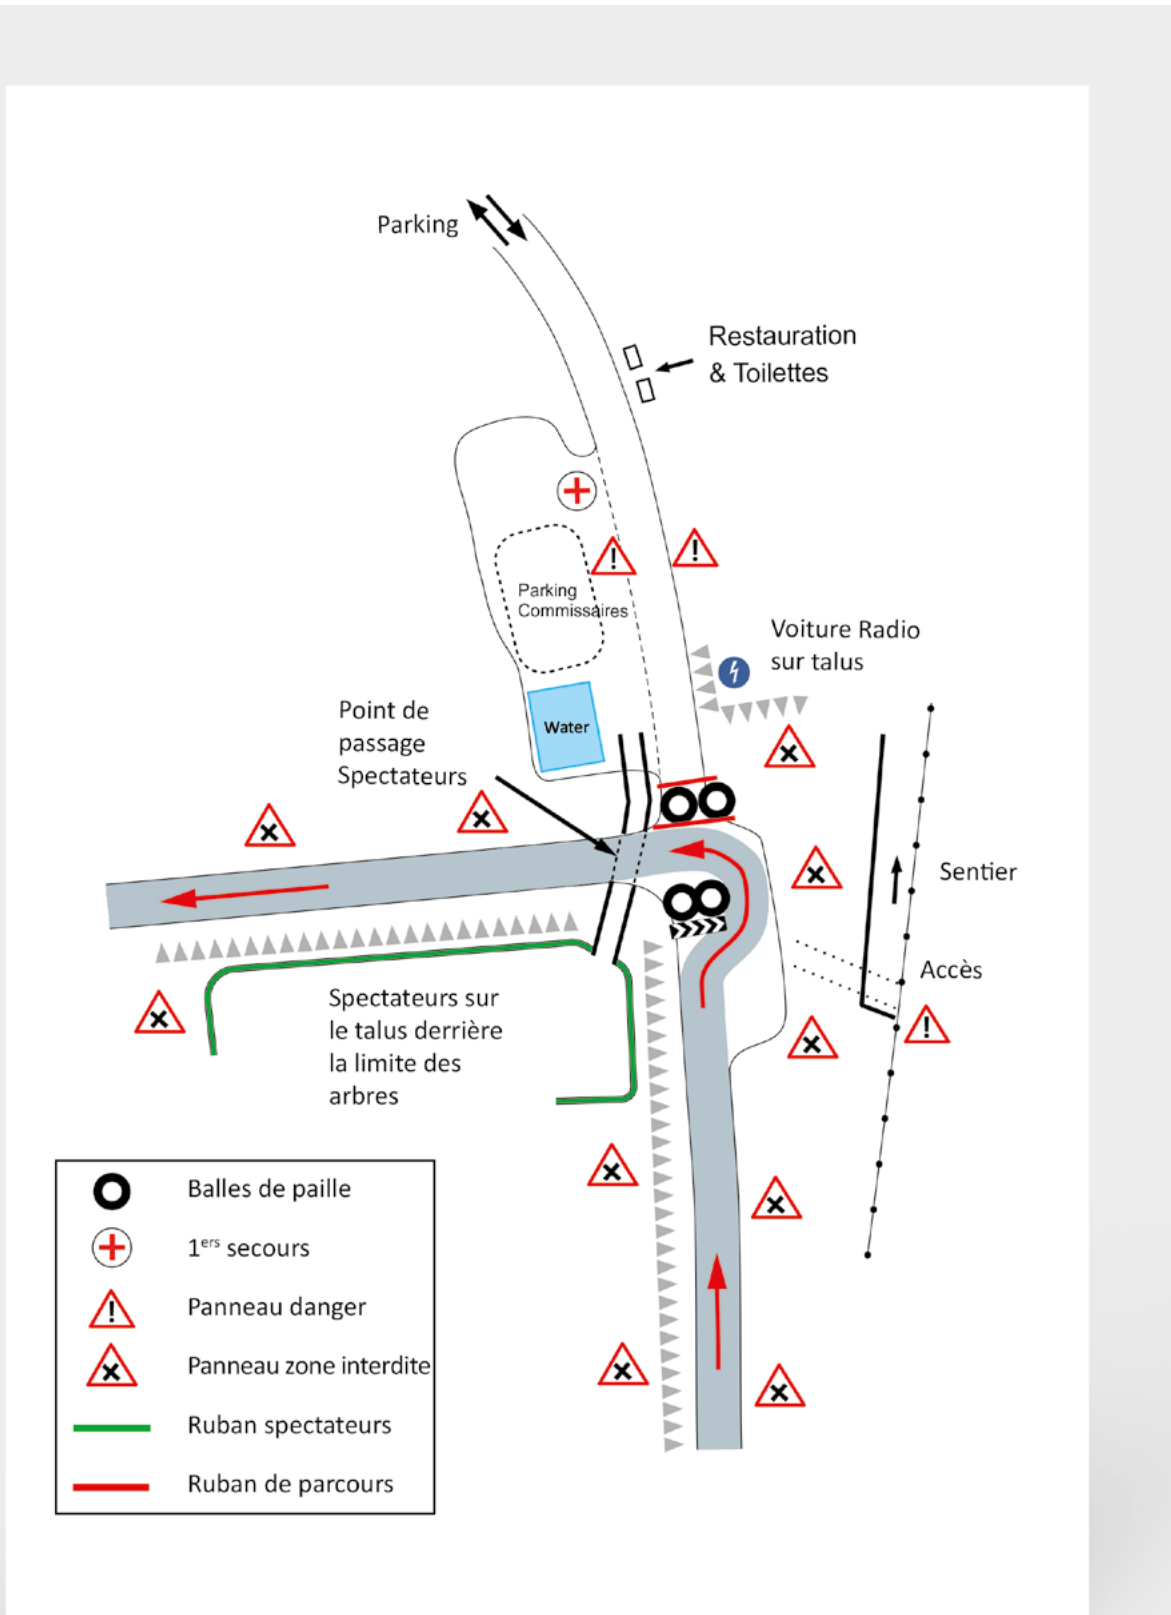 Parking
Restauration
& Toilettes
Parking
Commissaires
Voiture Radio
sur talus
Point de
passage
Spectateurs
Water
Sentier
Accès
Spectateurs sur
le talus derrière
la limite des
arbres
Balles de paille
1ers secours
Panneau danger
Panneau zone interdite
Ruban spectateurs
Ruban de parcours